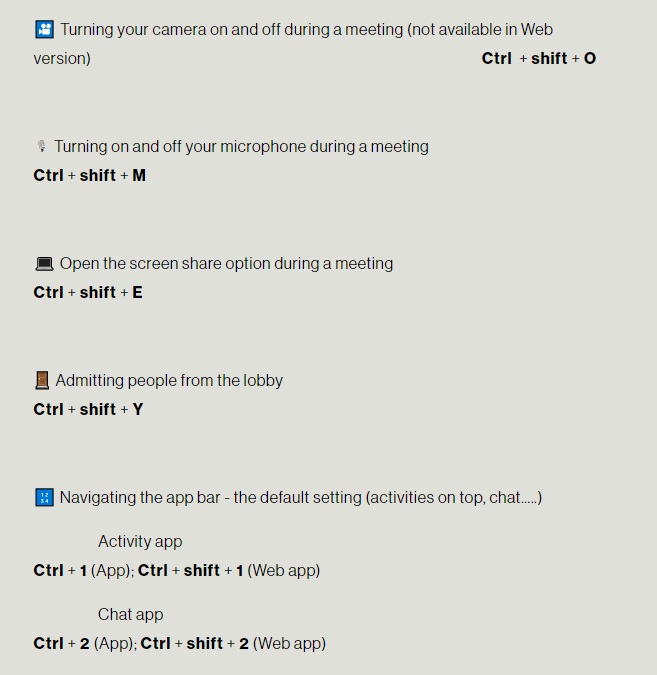 🎦 Turning your camera on and off during a meeting (not available in Web
version) Ctrl + shift + O
🎙 Turning on and off your microphone during a meeting
Ctrl + shift + M
💻 Open the screen share option during a meeting
Ctrl + shift + E
🚪 Admitting people from the lobby
Ctrl + shift + Y
🔢 Navigating the app bar - the default setting (activities on top, chat.....)
Activity app
Ctrl + 1 (App); Ctrl + shift + 1 (Web app)
Chat app
Ctrl + 2 (App); Ctrl + shift + 2 (Web app)